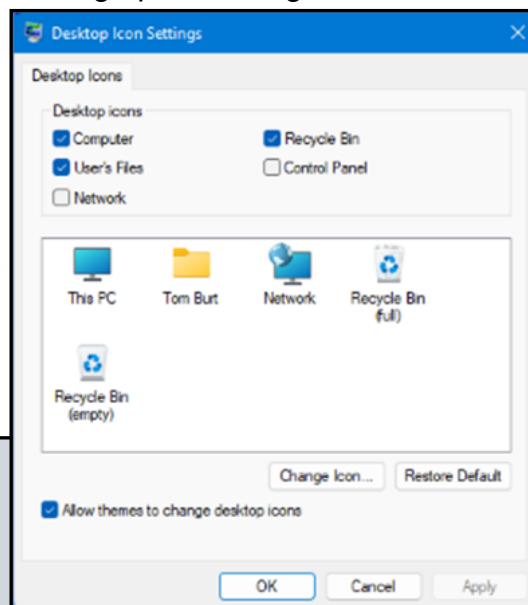 Desktop Icon Settings
Desktop Icons
Desktop icons
Computer
Recycle Bin
User's Files
Control Panel
Network
This PC
Tom Burt
Network
Recycle Bin
(full)
Recycle Bin
(empty)
Change Icon...
Restore Default
Allow themes to change desktop icons
OK
Cancel
Apply